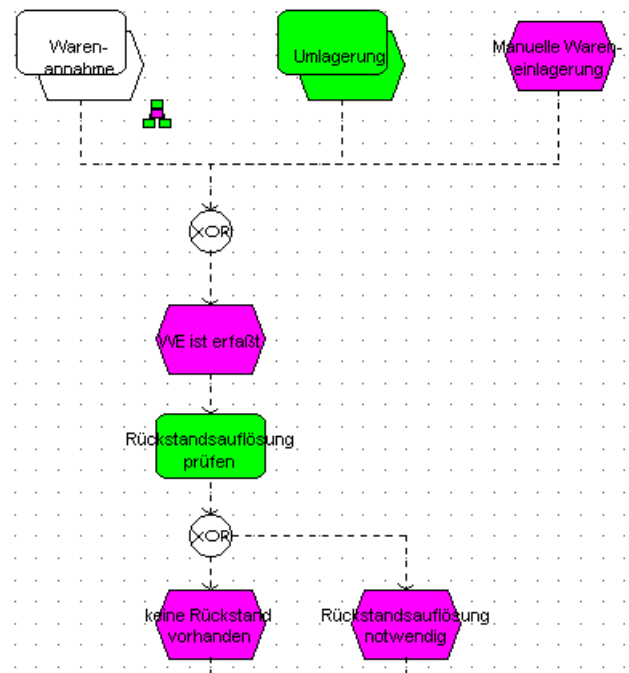 Waren-
annahme
Umlagerung
Manuelle Waren-
einlagerung
XOR
WE ist erfaßt
Rückstandsauflösung
prüfen
XOR
keine Rückstand
vorhanden
Rückstandsauflösung
notwendig